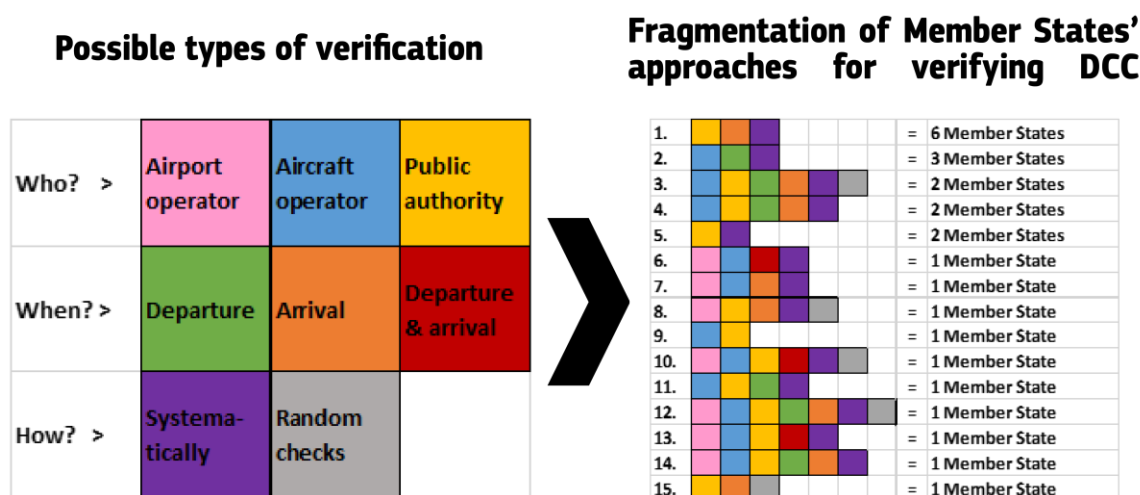 Possible types of verification
Fragmentation of Member States’
approaches for verifying DCC
Who? >
Airport
operator
Aircraft
operator
Public
authority
When? >
Departure
Arrival
Departure
& arrival
How? >
Systema-
tically
Random
checks
1. = 6 Member States
2. = 3 Member States
3. = 2 Member States
4. = 2 Member States
5. = 2 Member States
6. = 1 Member State
7. = 1 Member State
8. = 1 Member State
9. = 1 Member State
10. = 1 Member State
11. = 1 Member State
12. = 1 Member State
13. = 1 Member State
14. = 1 Member State
15. = 1 Member State